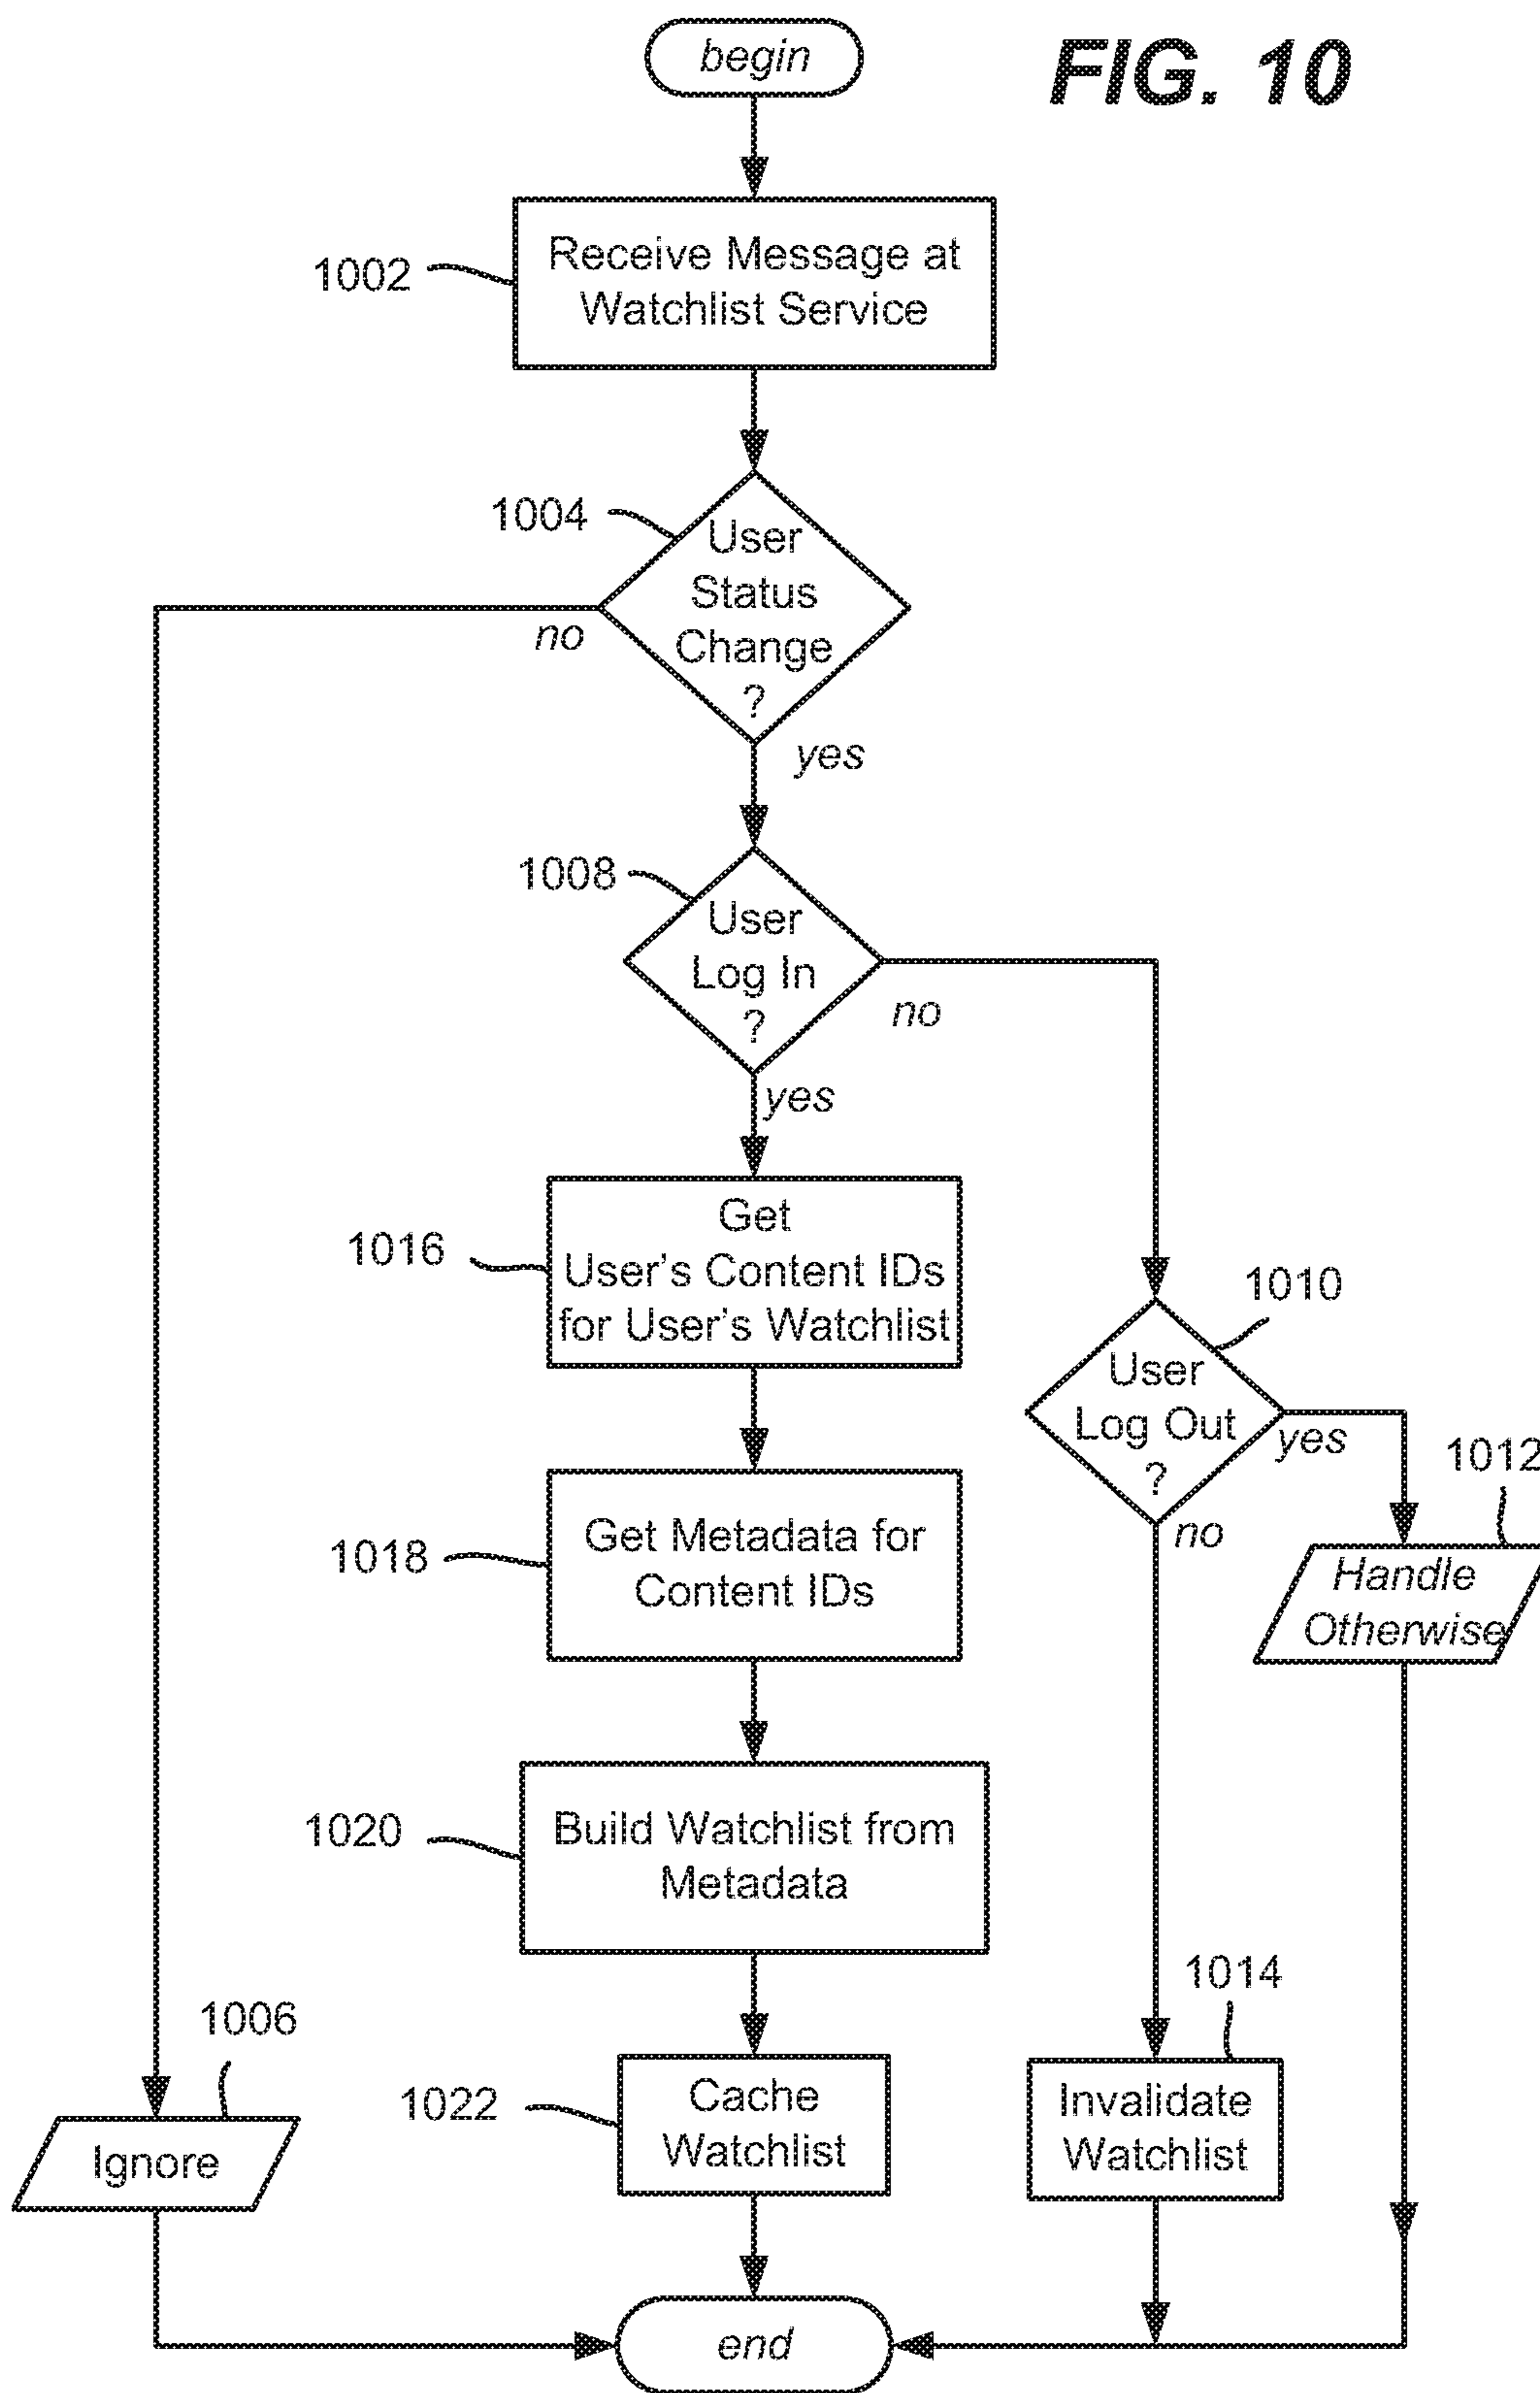 begin
FIG. 10
1002
Receive Message at
Watchlist Service
1004
User
Status
Change
?
no
yes
1008
User
Log In
?
no
yes
1016
Get
User's Content IDs
for User's Watchlist
1010
User
Log Out
?
yes
no
1012
Handle
Otherwise
1018
Get Metadata for
Content IDs
1020
Build Watchlist from
Metadata
1014
Invalidate
Watchlist
1006
Ignore
1022
Cache
Watchlist
end